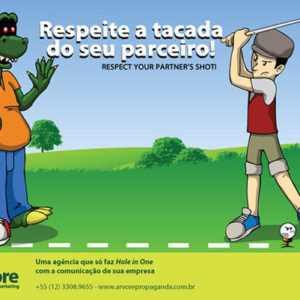 Respeite a tacada
do seu parceiro!
RESPECT YOUR PARTNER'S SHOT!
Uma agência que só faz Hole in One
com a comunicação de sua empresa
+55 (12) 3308.9655 - www.arvorepropaganda.com.br